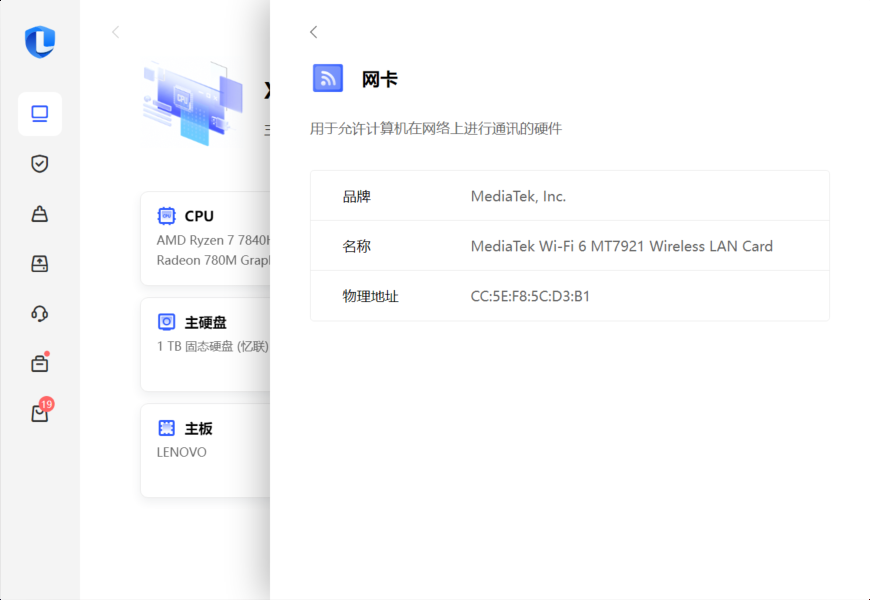 网卡
用于允许计算机在网络上进行通讯的硬件
品牌 MediaTek, Inc.
名称 MediaTek Wi-Fi 6 MT7921 Wireless LAN Card
物理地址 CC:5E:F8:5C:D3:B1
CPU
AMD Ryzen 7 7840H
Radeon 780M Grap
主硬盘
1 TB 固态硬盘 (忆联)
主板
LENOVO
19